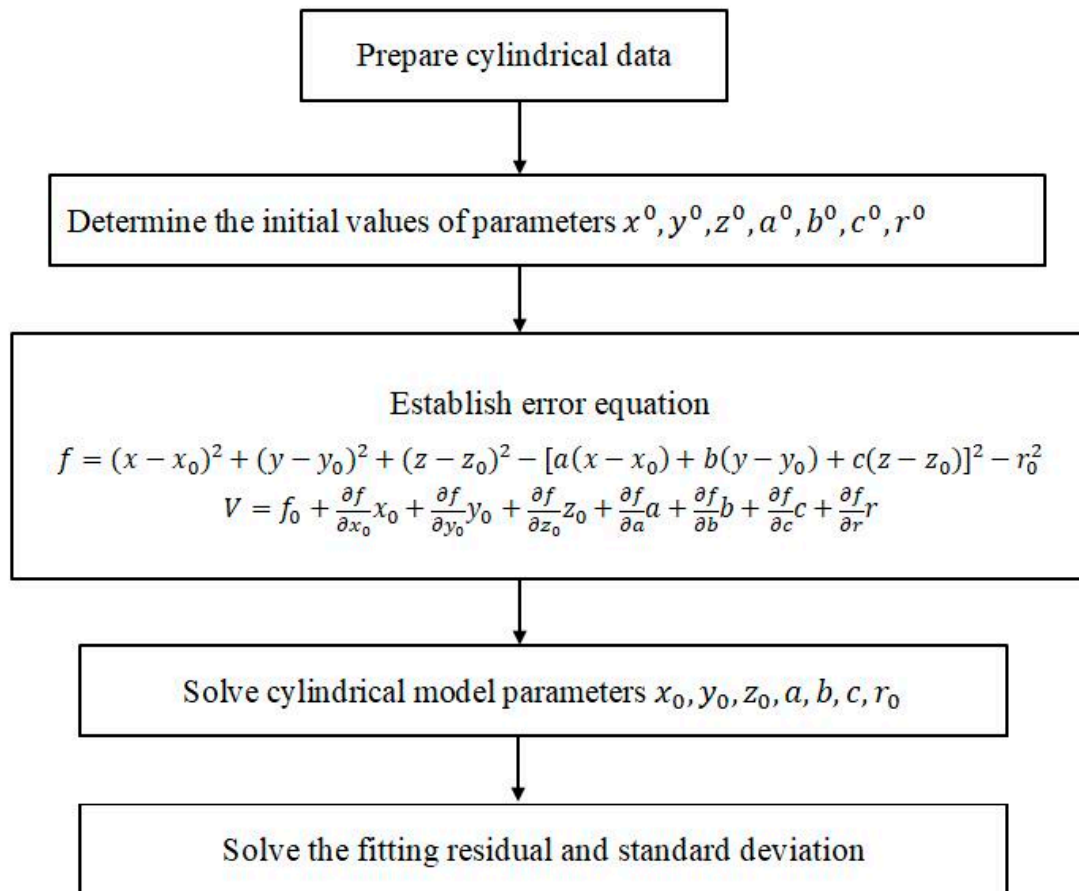 Prepare cylindrical data
Determine the initial values of parameters x⁰, y⁰, z⁰, a⁰, b⁰, c⁰, r⁰
Establish error equation
f = (x − x₀)² + (y − y₀)² + (z − z₀)² − [a(x − x₀) + b(y − y₀) + c(z − z₀)]² − r₀²
V = f₀ + ∂f/∂x₀ x₀ + ∂f/∂y₀ y₀ + ∂f/∂z₀ z₀ + ∂f/∂a a + ∂f/∂b b + ∂f/∂c c + ∂f/∂r r
Solve cylindrical model parameters x₀, y₀, z₀, a, b, c, r₀
Solve the fitting residual and standard deviation